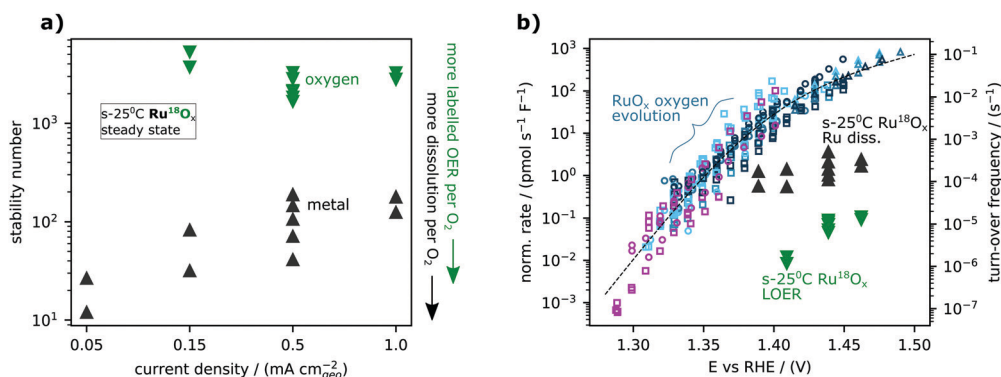 a)
stability number
10³
10²
10¹
s-25⁰C Ru¹⁸Oₓ
steady state
oxygen
metal
0.05
0.15
0.5
1.0
current density / (mA cm⁻²geo)
more dissolution per O₂
more labelled OER per O₂
b)
norm. rate / (pmol s⁻¹ F⁻¹)
10³
10²
10¹
10⁰
10⁻¹
10⁻²
10⁻³
RuOₓ oxygen
evolution
s-25⁰C Ru¹⁸Oₓ
Ru diss.
s-25⁰C Ru¹⁸Oₓ
LOER
1.30
1.35
1.40
1.45
1.50
E vs RHE / (V)
10⁻¹
10⁻²
10⁻³
10⁻⁴
10⁻⁵
10⁻⁶
10⁻⁷
turn-over frequency / (s⁻¹)